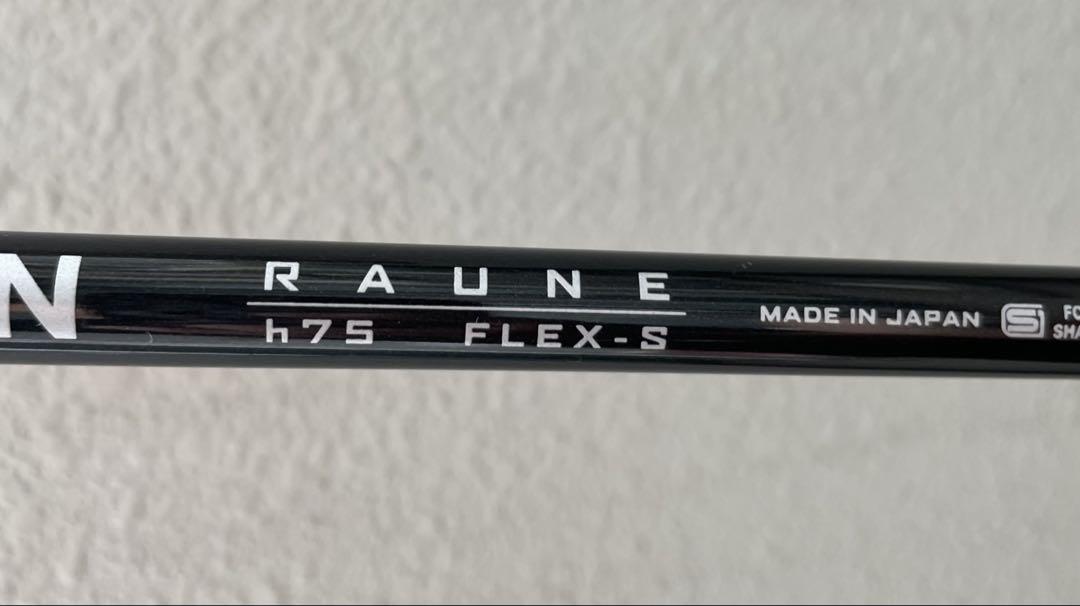 N
RAUNE
h75 FLEX-S
MADE IN JAPAN